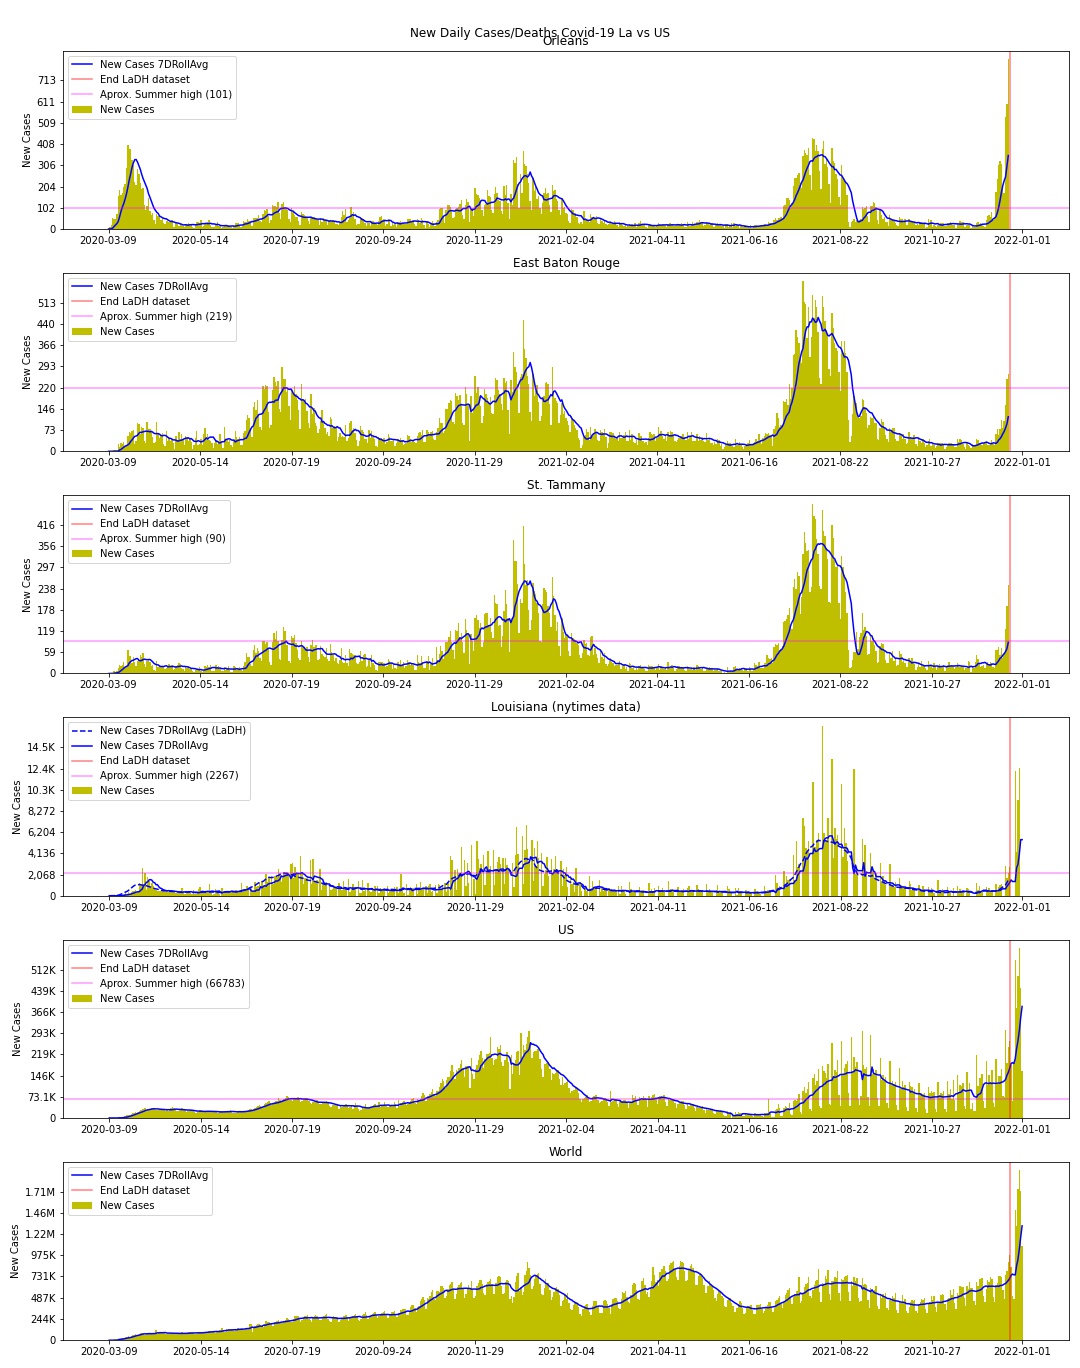 New Daily Cases/Deaths Covid-19 La vs US
Orleans
New Cases 7DRollAvg
End LaDH dataset
Aprox. Summer high (101)
New Cases
New Cases
713
611
509
408
306
204
102
0
2020-03-09 2020-05-14 2020-07-19 2020-09-24 2020-11-29 2021-02-04 2021-04-11 2021-06-16 2021-08-22 2021-10-27 2022-01-01
East Baton Rouge
New Cases 7DRollAvg
End LaDH dataset
Aprox. Summer high (219)
New Cases
New Cases
513
440
366
293
220
146
73
0
2020-03-09 2020-05-14 2020-07-19 2020-09-24 2020-11-29 2021-02-04 2021-04-11 2021-06-16 2021-08-22 2021-10-27 2022-01-01
St. Tammany
New Cases 7DRollAvg
End LaDH dataset
Aprox. Summer high (90)
New Cases
New Cases
416
356
297
238
178
119
59
0
2020-03-09 2020-05-14 2020-07-19 2020-09-24 2020-11-29 2021-02-04 2021-04-11 2021-06-16 2021-08-22 2021-10-27 2022-01-01
Louisiana (nytimes data)
New Cases 7DRollAvg (LaDH)
New Cases 7DRollAvg
End LaDH dataset
Aprox. Summer high (2267)
New Cases
New Cases
14.5K
12.4K
10.3K
8,272
6,204
4,136
2,068
0
2020-03-09 2020-05-14 2020-07-19 2020-09-24 2020-11-29 2021-02-04 2021-04-11 2021-06-16 2021-08-22 2021-10-27 2022-01-01
US
New Cases 7DRollAvg
End LaDH dataset
Aprox. Summer high (66783)
New Cases
New Cases
512K
439K
366K
293K
219K
146K
73.1K
0
2020-03-09 2020-05-14 2020-07-19 2020-09-24 2020-11-29 2021-02-04 2021-04-11 2021-06-16 2021-08-22 2021-10-27 2022-01-01
World
New Cases 7DRollAvg
End LaDH dataset
New Cases
New Cases
1.71M
1.46M
1.22M
975K
731K
487K
244K
0
2020-03-09 2020-05-14 2020-07-19 2020-09-24 2020-11-29 2021-02-04 2021-04-11 2021-06-16 2021-08-22 2021-10-27 2022-01-01